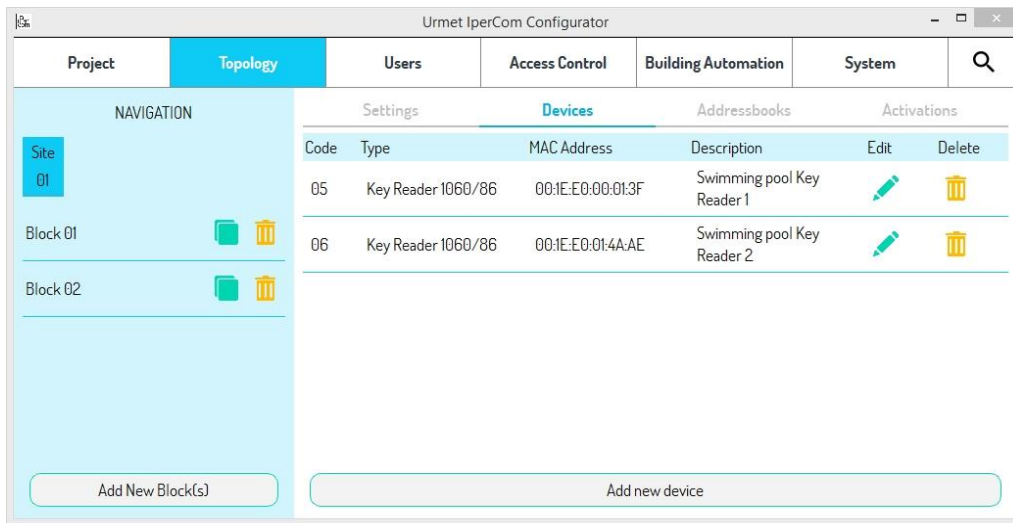 Urmet IperCom Configurator
Project Topology Users Access Control Building Automation System
NAVIGATION
Settings Devices Addressbooks Activations
Site
01
Code Type MAC Address Description Edit Delete
05 Key Reader 1060/86 00:1E:E0:00:01:3F Swimming pool Key
Reader 1
Block 01
06 Key Reader 1060/86 00:1E:E0:01:4A:AE Swimming pool Key
Reader 2
Block 02
Add New Block(s)
Add new device